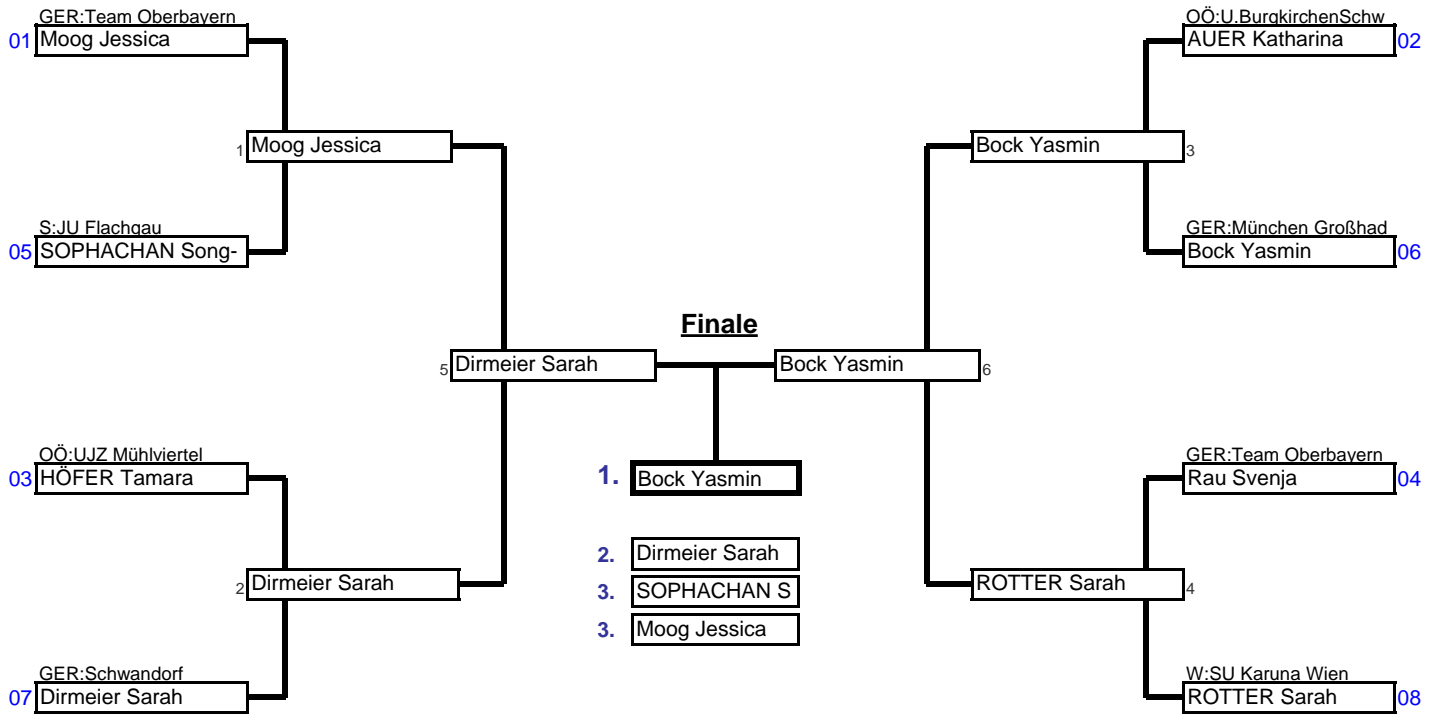 GER:Team Oberbayern
01 Moog Jessica
1 Moog Jessica
S:JU Flachgau
05 SOPHACHAN Song-
5 Dirmeier Sarah
OÖ:UJZ Mühlviertel
03 HÖFER Tamara
2 Dirmeier Sarah
GER:Schwandorf
07 Dirmeier Sarah
Finale
1. Bock Yasmin
2. Dirmeier Sarah
3. SOPHACHAN S
3. Moog Jessica
OÖ:U.BurgkirchenSchw
AUER Katharina 02
Bock Yasmin 3
GER:München Großhad
Bock Yasmin 06
Bock Yasmin 6
GER:Team Oberbayern
Rau Svenja 04
ROTTER Sarah 4
W:SU Karuna Wien
ROTTER Sarah 08